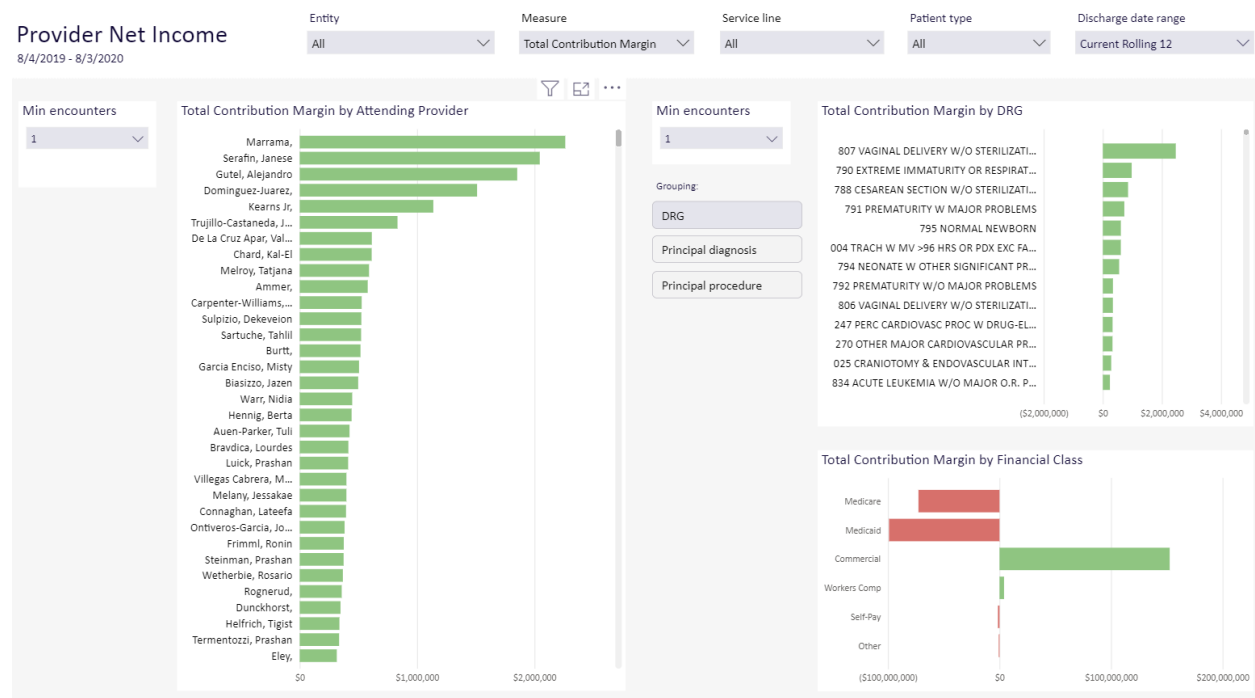 Provider Net Income
8/4/2019 - 8/3/2020
Entity
All
Measure
Total Contribution Margin
Service line
All
Patient type
All
Discharge date range
Current Rolling 12
Min encounters
1
Total Contribution Margin by Attending Provider
Marrama,
Serafin, Janese
Gutel, Alejandro
Dominguez-Juarez,
Kearns Jr,
Trujillo-Castaneda, J...
De La Cruz Apar, Val...
Chard, Kal-El
Melroy, Tatjana
Ammer,
Carpenter-Williams,...
Sulpizio, Dekeveion
Sartuche, Tahlil
Burtt,
Garcia Enciso, Misty
Biasizzo, Jazen
Warr, Nidia
Hennig, Berta
Auen-Parker, Tuli
Bravdica, Lourdes
Luick, Prashan
Villegas Cabrera, M...
Melany, Jessakae
Connaghan, Lateefa
Ontiveros-Garcia, Jo...
Frimml, Ronin
Steinman, Prashan
Wetherbie, Rosario
Rognerud,
Dunckhorst,
Helfrich, Tigist
Termentozzi, Prashan
Eley,
$0 $1,000,000 $2,000,000
Min encounters
1
Grouping:
DRG
Principal diagnosis
Principal procedure
Total Contribution Margin by DRG
807 VAGINAL DELIVERY W/O STERILIZATI...
790 EXTREME IMMATURITY OR RESPIRAT...
788 CESAREAN SECTION W/O STERILIZATI...
791 PREMATURITY W MAJOR PROBLEMS
795 NORMAL NEWBORN
004 TRACH W MV >96 HRS OR PDX EXC FA...
794 NEONATE W OTHER SIGNIFICANT PR...
792 PREMATURITY W/O MAJOR PROBLEMS
806 VAGINAL DELIVERY W/O STERILIZATI...
247 PERC CARDIOVASC PROC W DRUG-EL...
270 OTHER MAJOR CARDIOVASCULAR PR...
025 CRANIOTOMY & ENDOVASCULAR INT...
834 ACUTE LEUKEMIA W/O MAJOR O.R. P...
($2,000,000) $0 $2,000,000 $4,000,000
Total Contribution Margin by Financial Class
Medicare
Medicaid
Commercial
Workers Comp
Self-Pay
Other
($100,000,000) $0 $100,000,000 $200,000,000